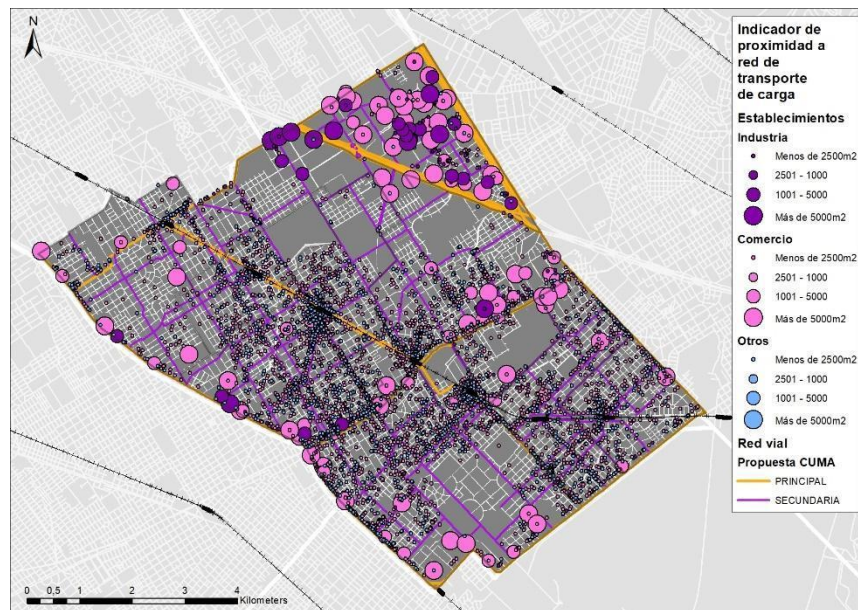 N
Indicador de
proximidad a
red de
transporte
de carga
Establecimientos
Industria
Menos de 2500m2
2501 - 1000
1001 - 5000
Más de 5000m2
Comercio
Menos de 2500m2
2501 - 1000
1001 - 5000
Más de 5000m2
Otros
Menos de 2500m2
2501 - 1000
1001 - 5000
Más de 5000m2
Red vial
Propuesta CUMA
PRINCIPAL
SECUNDARIA
0 0,5 1 2 3 4
Kilometers